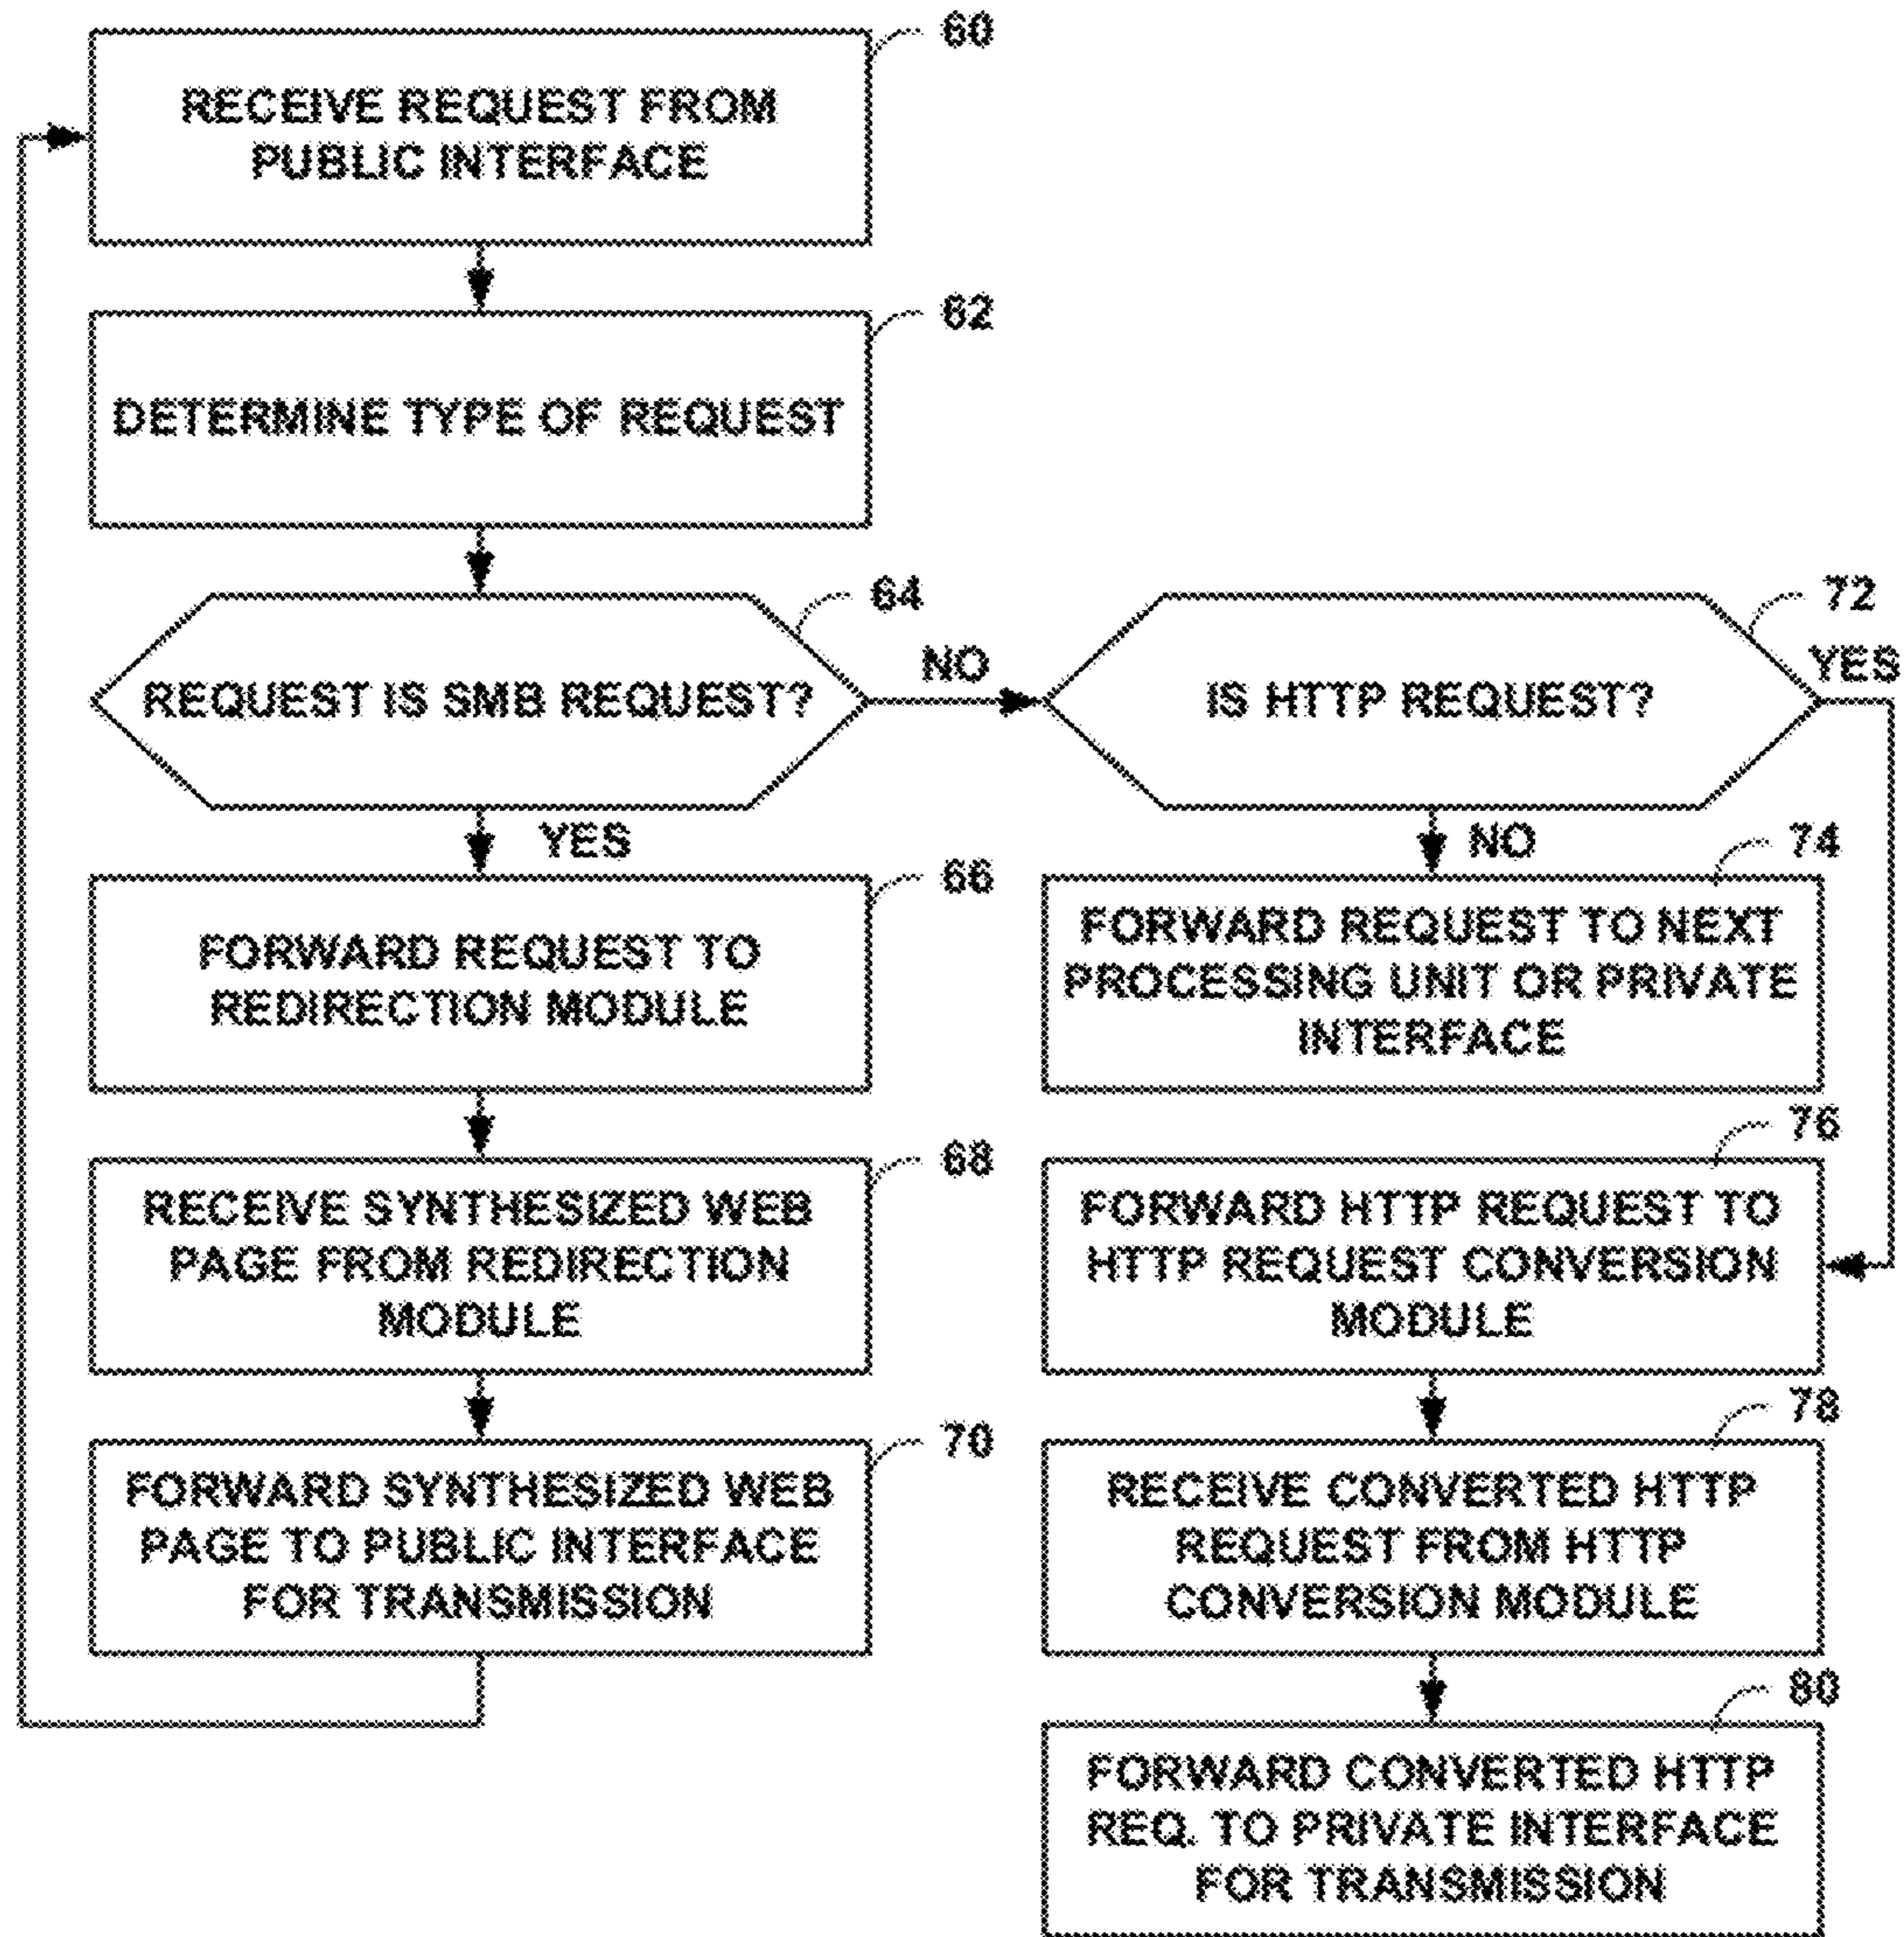 60
RECEIVE REQUEST FROM
PUBLIC INTERFACE
62
DETERMINE TYPE OF REQUEST
64
REQUEST IS SMB REQUEST?
NO
72
IS HTTP REQUEST?
YES
YES
66
FORWARD REQUEST TO
REDIRECTION MODULE
68
RECEIVE SYNTHESIZED WEB
PAGE FROM REDIRECTION
MODULE
70
FORWARD SYNTHESIZED WEB
PAGE TO PUBLIC INTERFACE
FOR TRANSMISSION
NO
74
FORWARD REQUEST TO NEXT
PROCESSING UNIT OR PRIVATE
INTERFACE
76
FORWARD HTTP REQUEST TO
HTTP REQUEST CONVERSION
MODULE
78
RECEIVE CONVERTED HTTP
REQUEST FROM HTTP
CONVERSION MODULE
80
FORWARD CONVERTED HTTP
REQ. TO PRIVATE INTERFACE
FOR TRANSMISSION